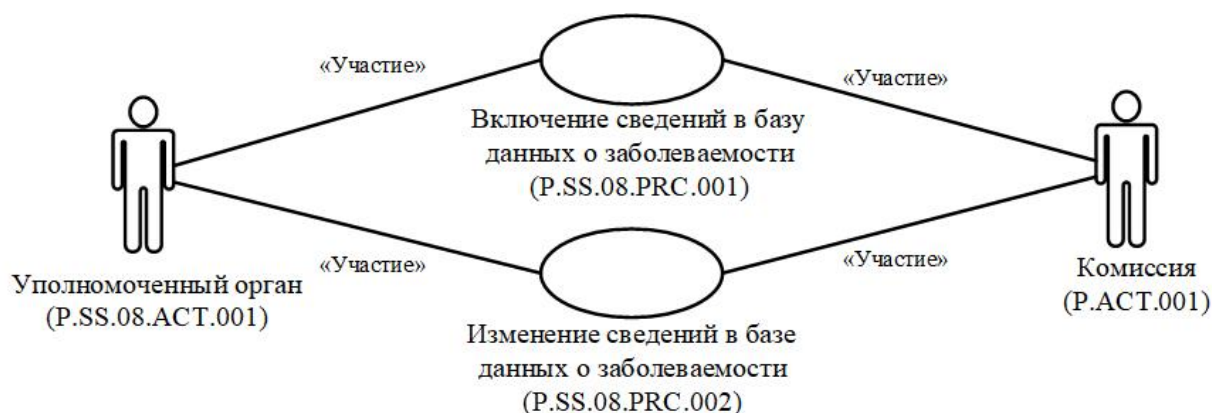 «Участие»
«Участие»
Включение сведений в базу
данных о заболеваемости
(P.SS.08.PRC.001)
«Участие»
«Участие»
Уполномоченный орган
(P.SS.08.ACT.001)
Комиссия
(P.ACT.001)
Изменение сведений в базе
данных о заболеваемости
(P.SS.08.PRC.002)